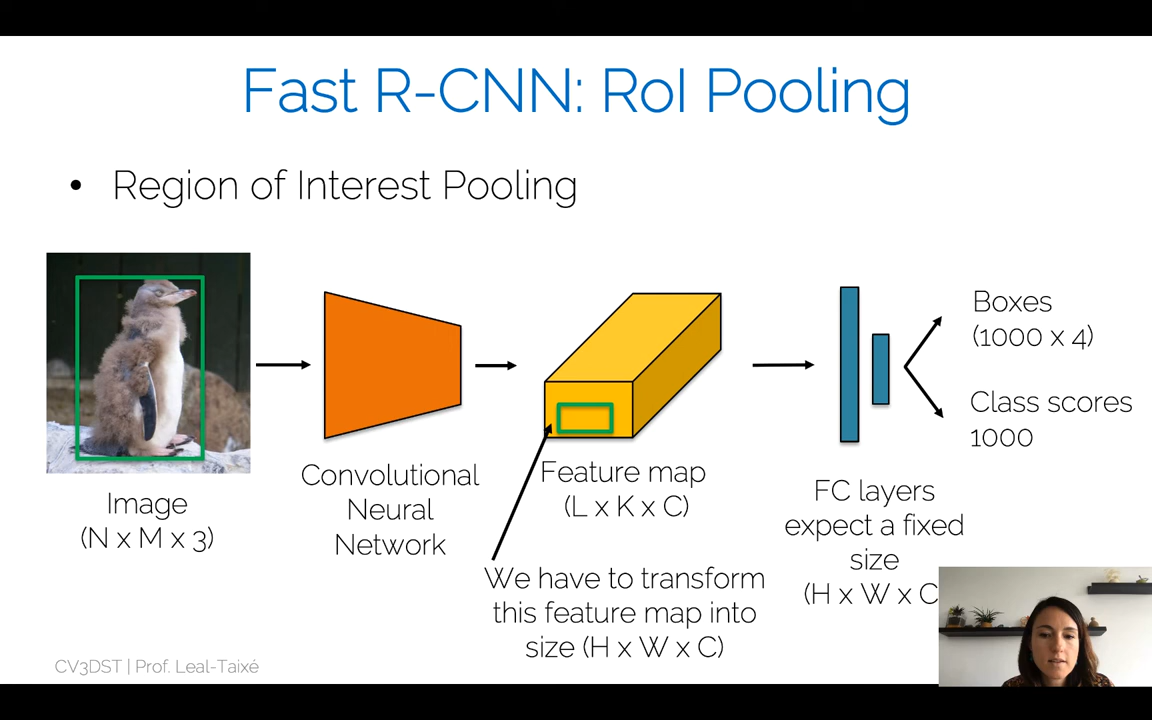 Fast R-CNN: RoI Pooling
• Region of Interest Pooling
Image
(N x M x 3)
Convolutional
Neural
Network
Feature map
(L x K x C)
We have to transform
this feature map into
size (H x W x C)
FC layers
expect a fixed
size
(H x W x C
Boxes
(1000 x 4)
Class scores
1000
CV3DST | Prof. Leal-Taixé